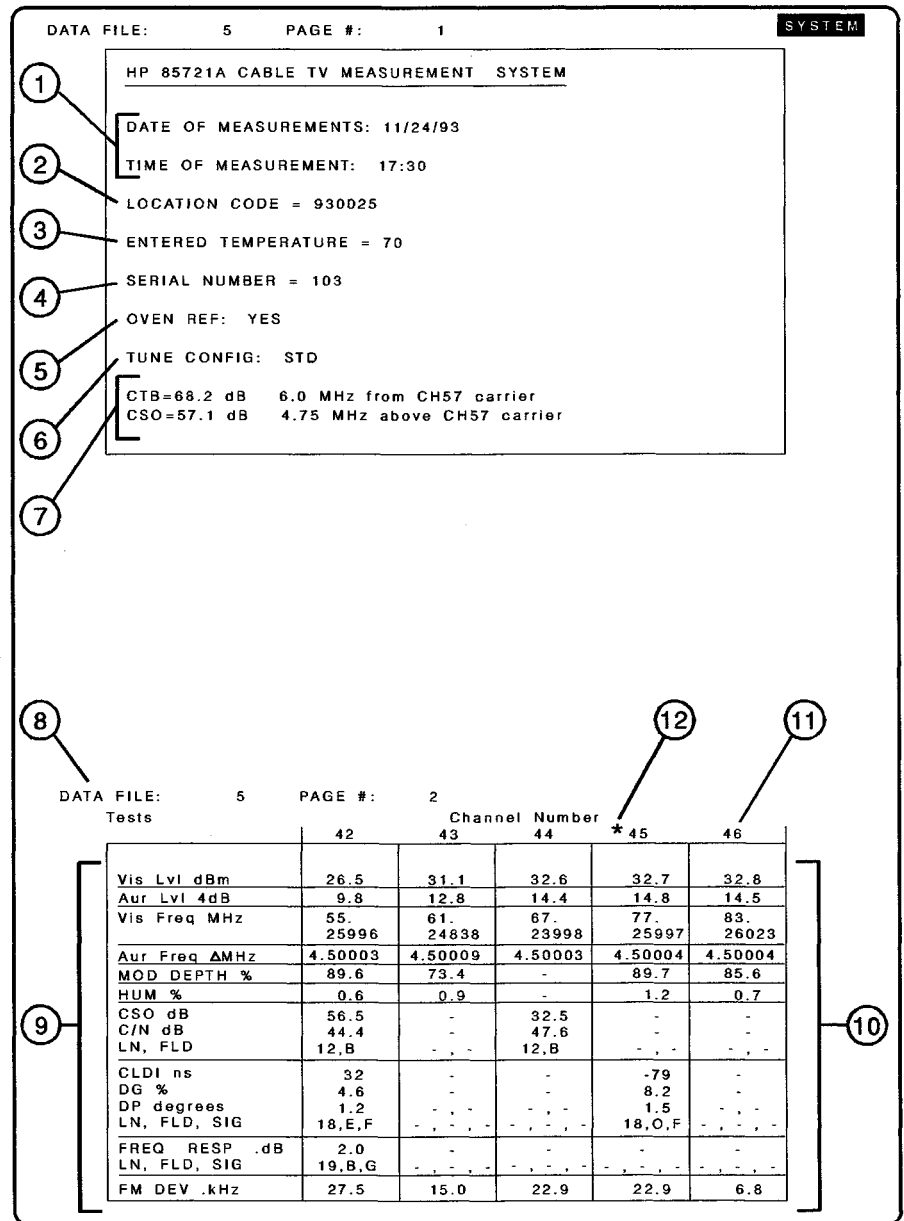 DATA FILE: 5 PAGE #: 1 SYSTEM
HP 85721A CABLE TV MEASUREMENT SYSTEM
1
DATE OF MEASUREMENTS: 11/24/93
TIME OF MEASUREMENT: 17:30
2
LOCATION CODE = 930025
3
ENTERED TEMPERATURE = 70
4
SERIAL NUMBER = 103
OVEN REF: YES
5
TUNE CONFIG: STD
CTB=68.2 dB 6.0 MHz from CH57 carrier
CSO=57.1 dB 4.75 MHz above CH57 carrier
6
7
8
12
11
DATA FILE: 5 PAGE #: 2
Tests Channel Number
42 43 44 * 45 46
Vis Lvl dBm 26.5 31.1 32.6 32.7 32.8
Aur Lvl 4dB 9.8 12.8 14.4 14.8 14.5
Vis Freq MHz 55. 61. 67. 77. 83.
25996 24838 23998 25997 26023
Aur Freq ΔMHz 4.50003 4.50009 4.50003 4.50004 4.50004
MOD DEPTH % 89.6 73.4 - 89.7 85.6
HUM % 0.6 0.9 - 1.2 0.7
CSO dB 56.5 - 32.5 - -
9
C/N dB 44.4 - 47.6 - -
10
LN, FLD 12,B - , - 12,B - , - - , -
CLDI ns 32 - - -79 -
DG % 4.6 - - 8.2 -
DP degrees 1.2 - , - - , - 1.5 - , -
LN, FLD, SIG 18,E,F - , - , - - , - , - 18,O,F - , - , -
FREQ RESP .dB 2.0 - - - -
LN, FLD, SIG 19,B,G - , - , - - , - , - - , - , - - , - , -
FM DEV .kHz 27.5 15.0 22.9 22.9 6.8